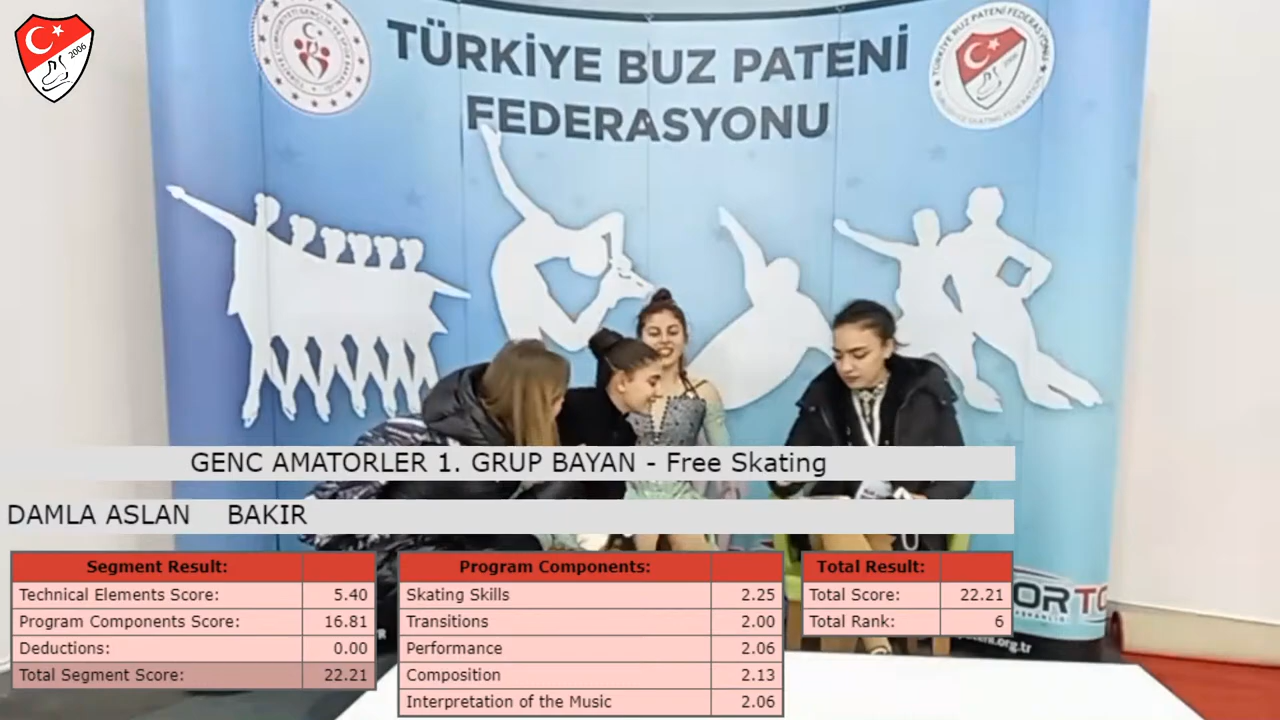 2006
TÜRKİYE BUZ PATENİ
FEDERASYONU
GENC AMATORLER 1. GRUP BAYAN - Free Skating
DAMLA ASLAN BAKIR
Segment Result:
Technical Elements Score: 5.40
Program Components Score: 16.81
Deductions: 0.00
Total Segment Score: 22.21
Program Components:
Skating Skills 2.25
Transitions 2.00
Performance 2.06
Composition 2.13
Interpretation of the Music 2.06
Total Result:
Total Score: 22.21
Total Rank: 6